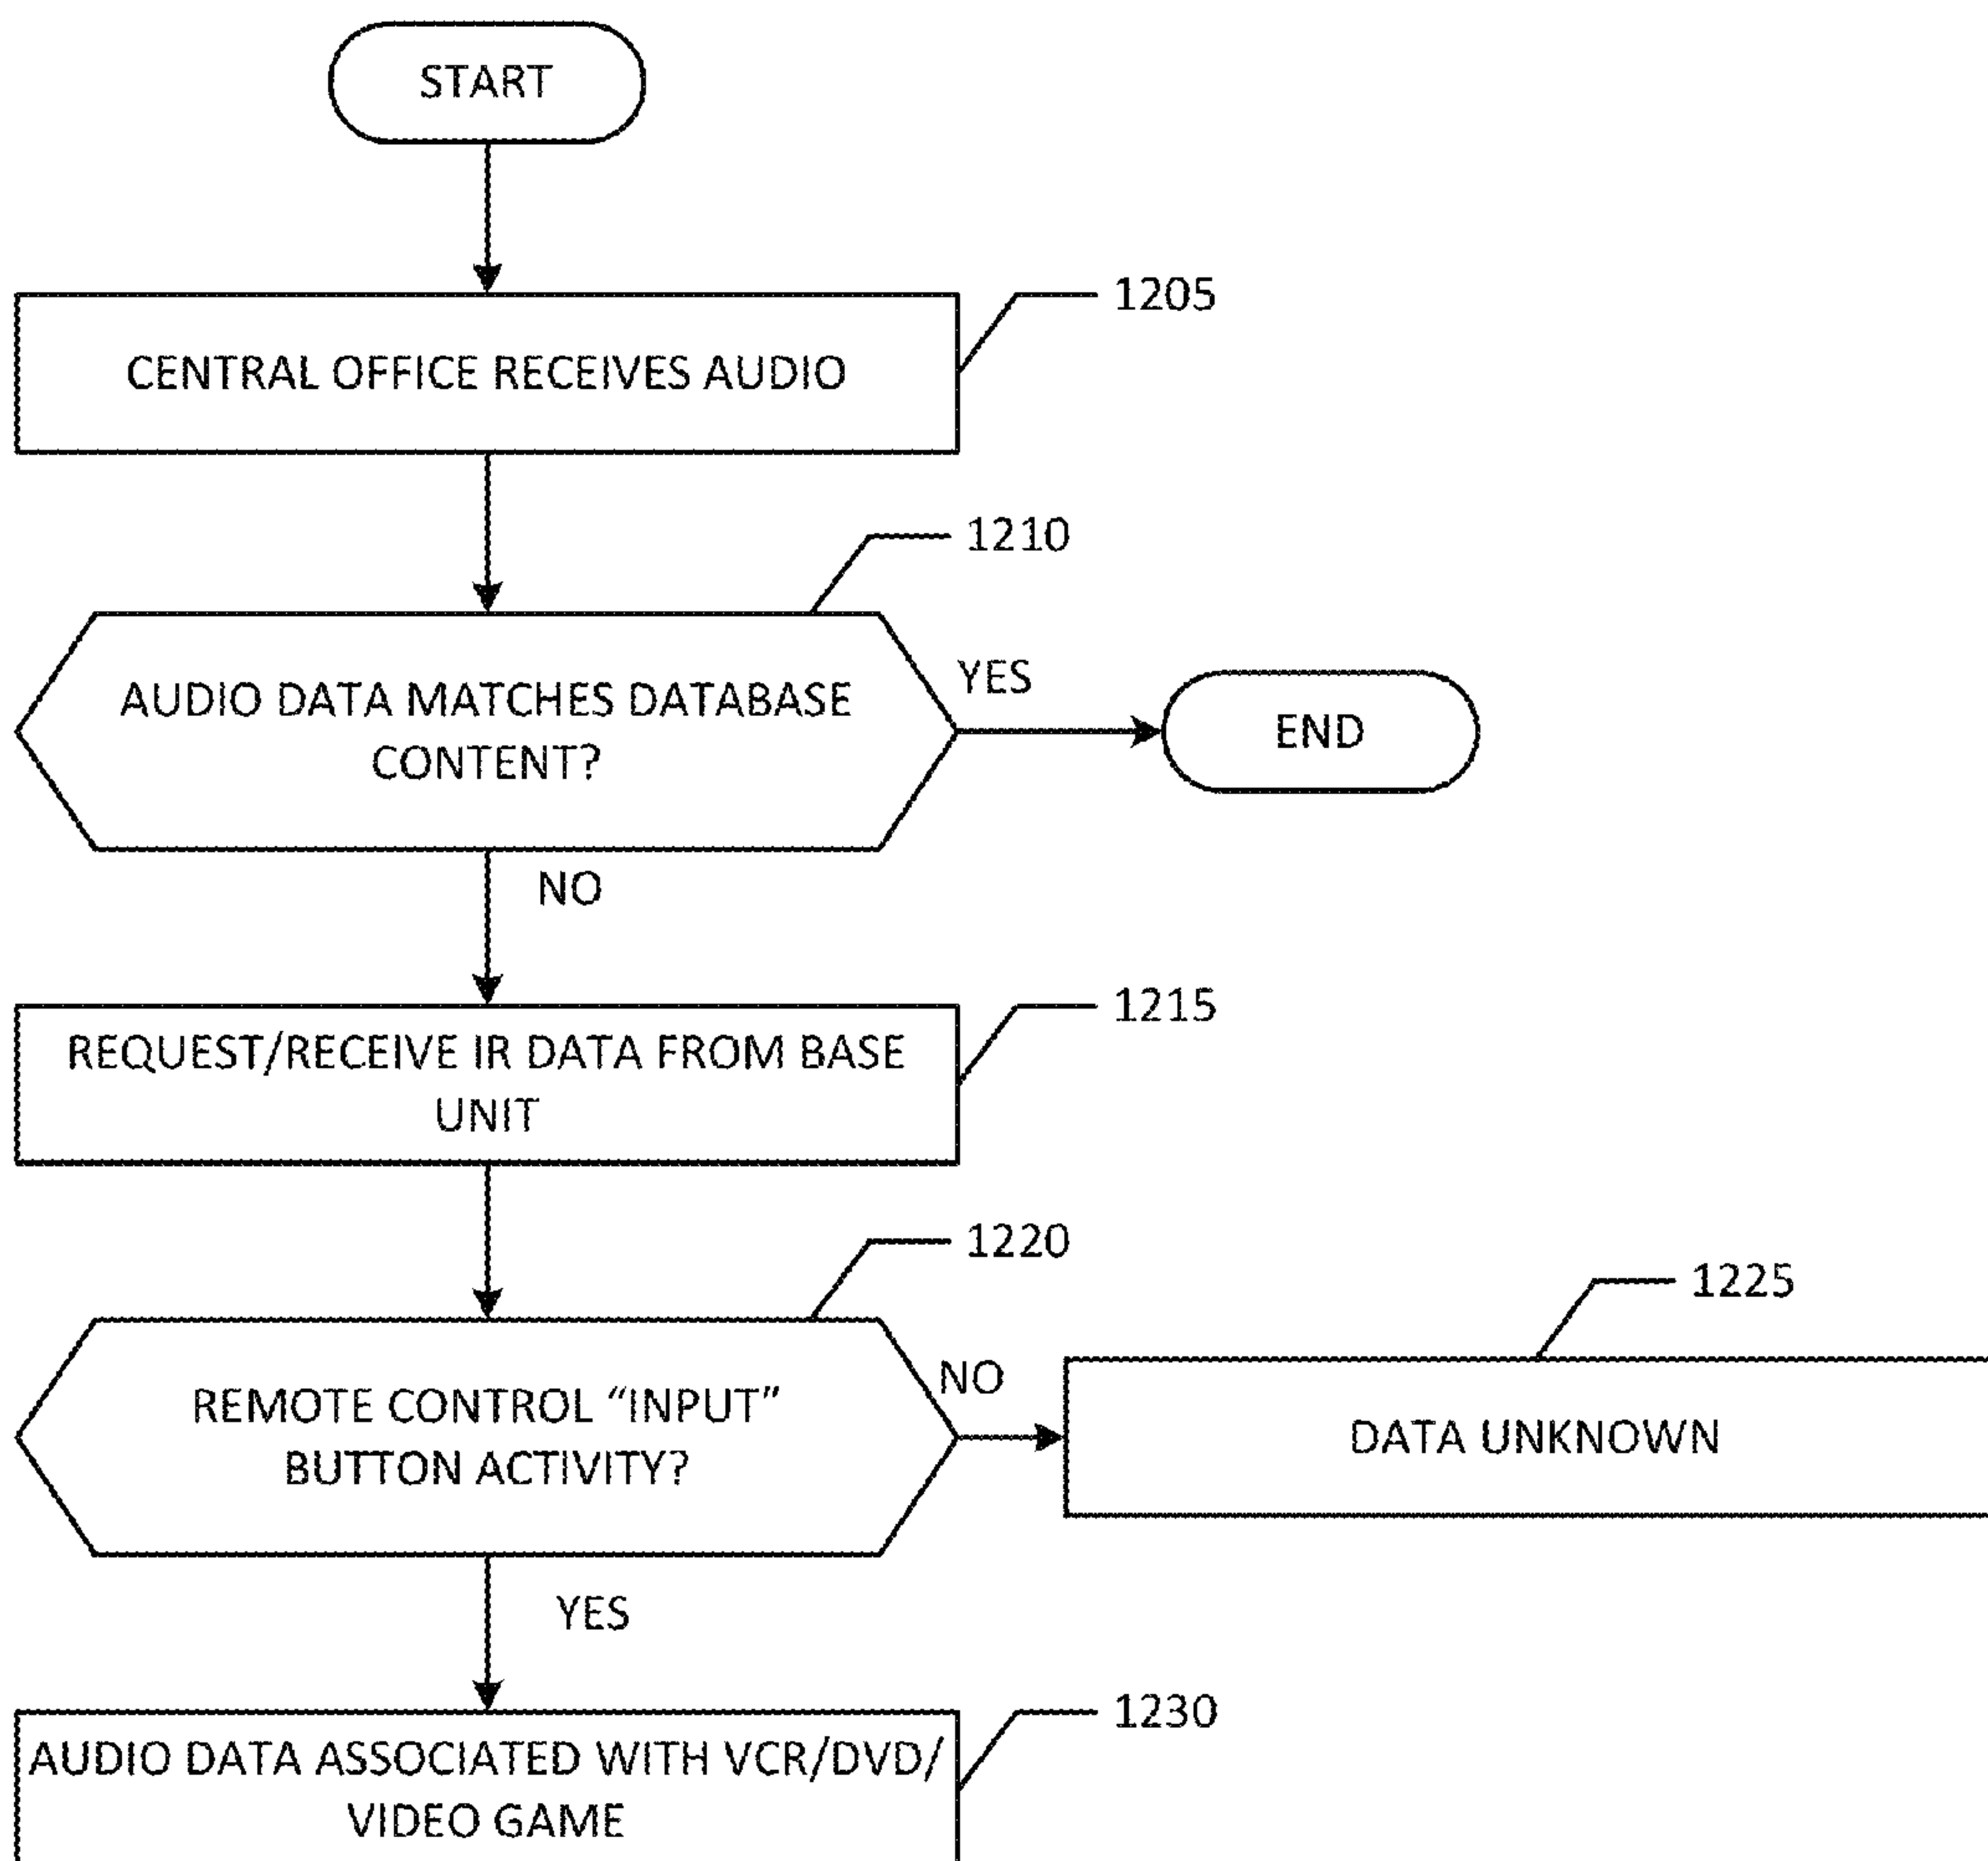 START
1205
CENTRAL OFFICE RECEIVES AUDIO
1210
AUDIO DATA MATCHES DATABASE
CONTENT?
YES
END
NO
1215
REQUEST/RECEIVE IR DATA FROM BASE
UNIT
1220
1225
REMOTE CONTROL “INPUT”
BUTTON ACTIVITY?
NO
DATA UNKNOWN
YES
1230
AUDIO DATA ASSOCIATED WITH VCR/DVD/
VIDEO GAME